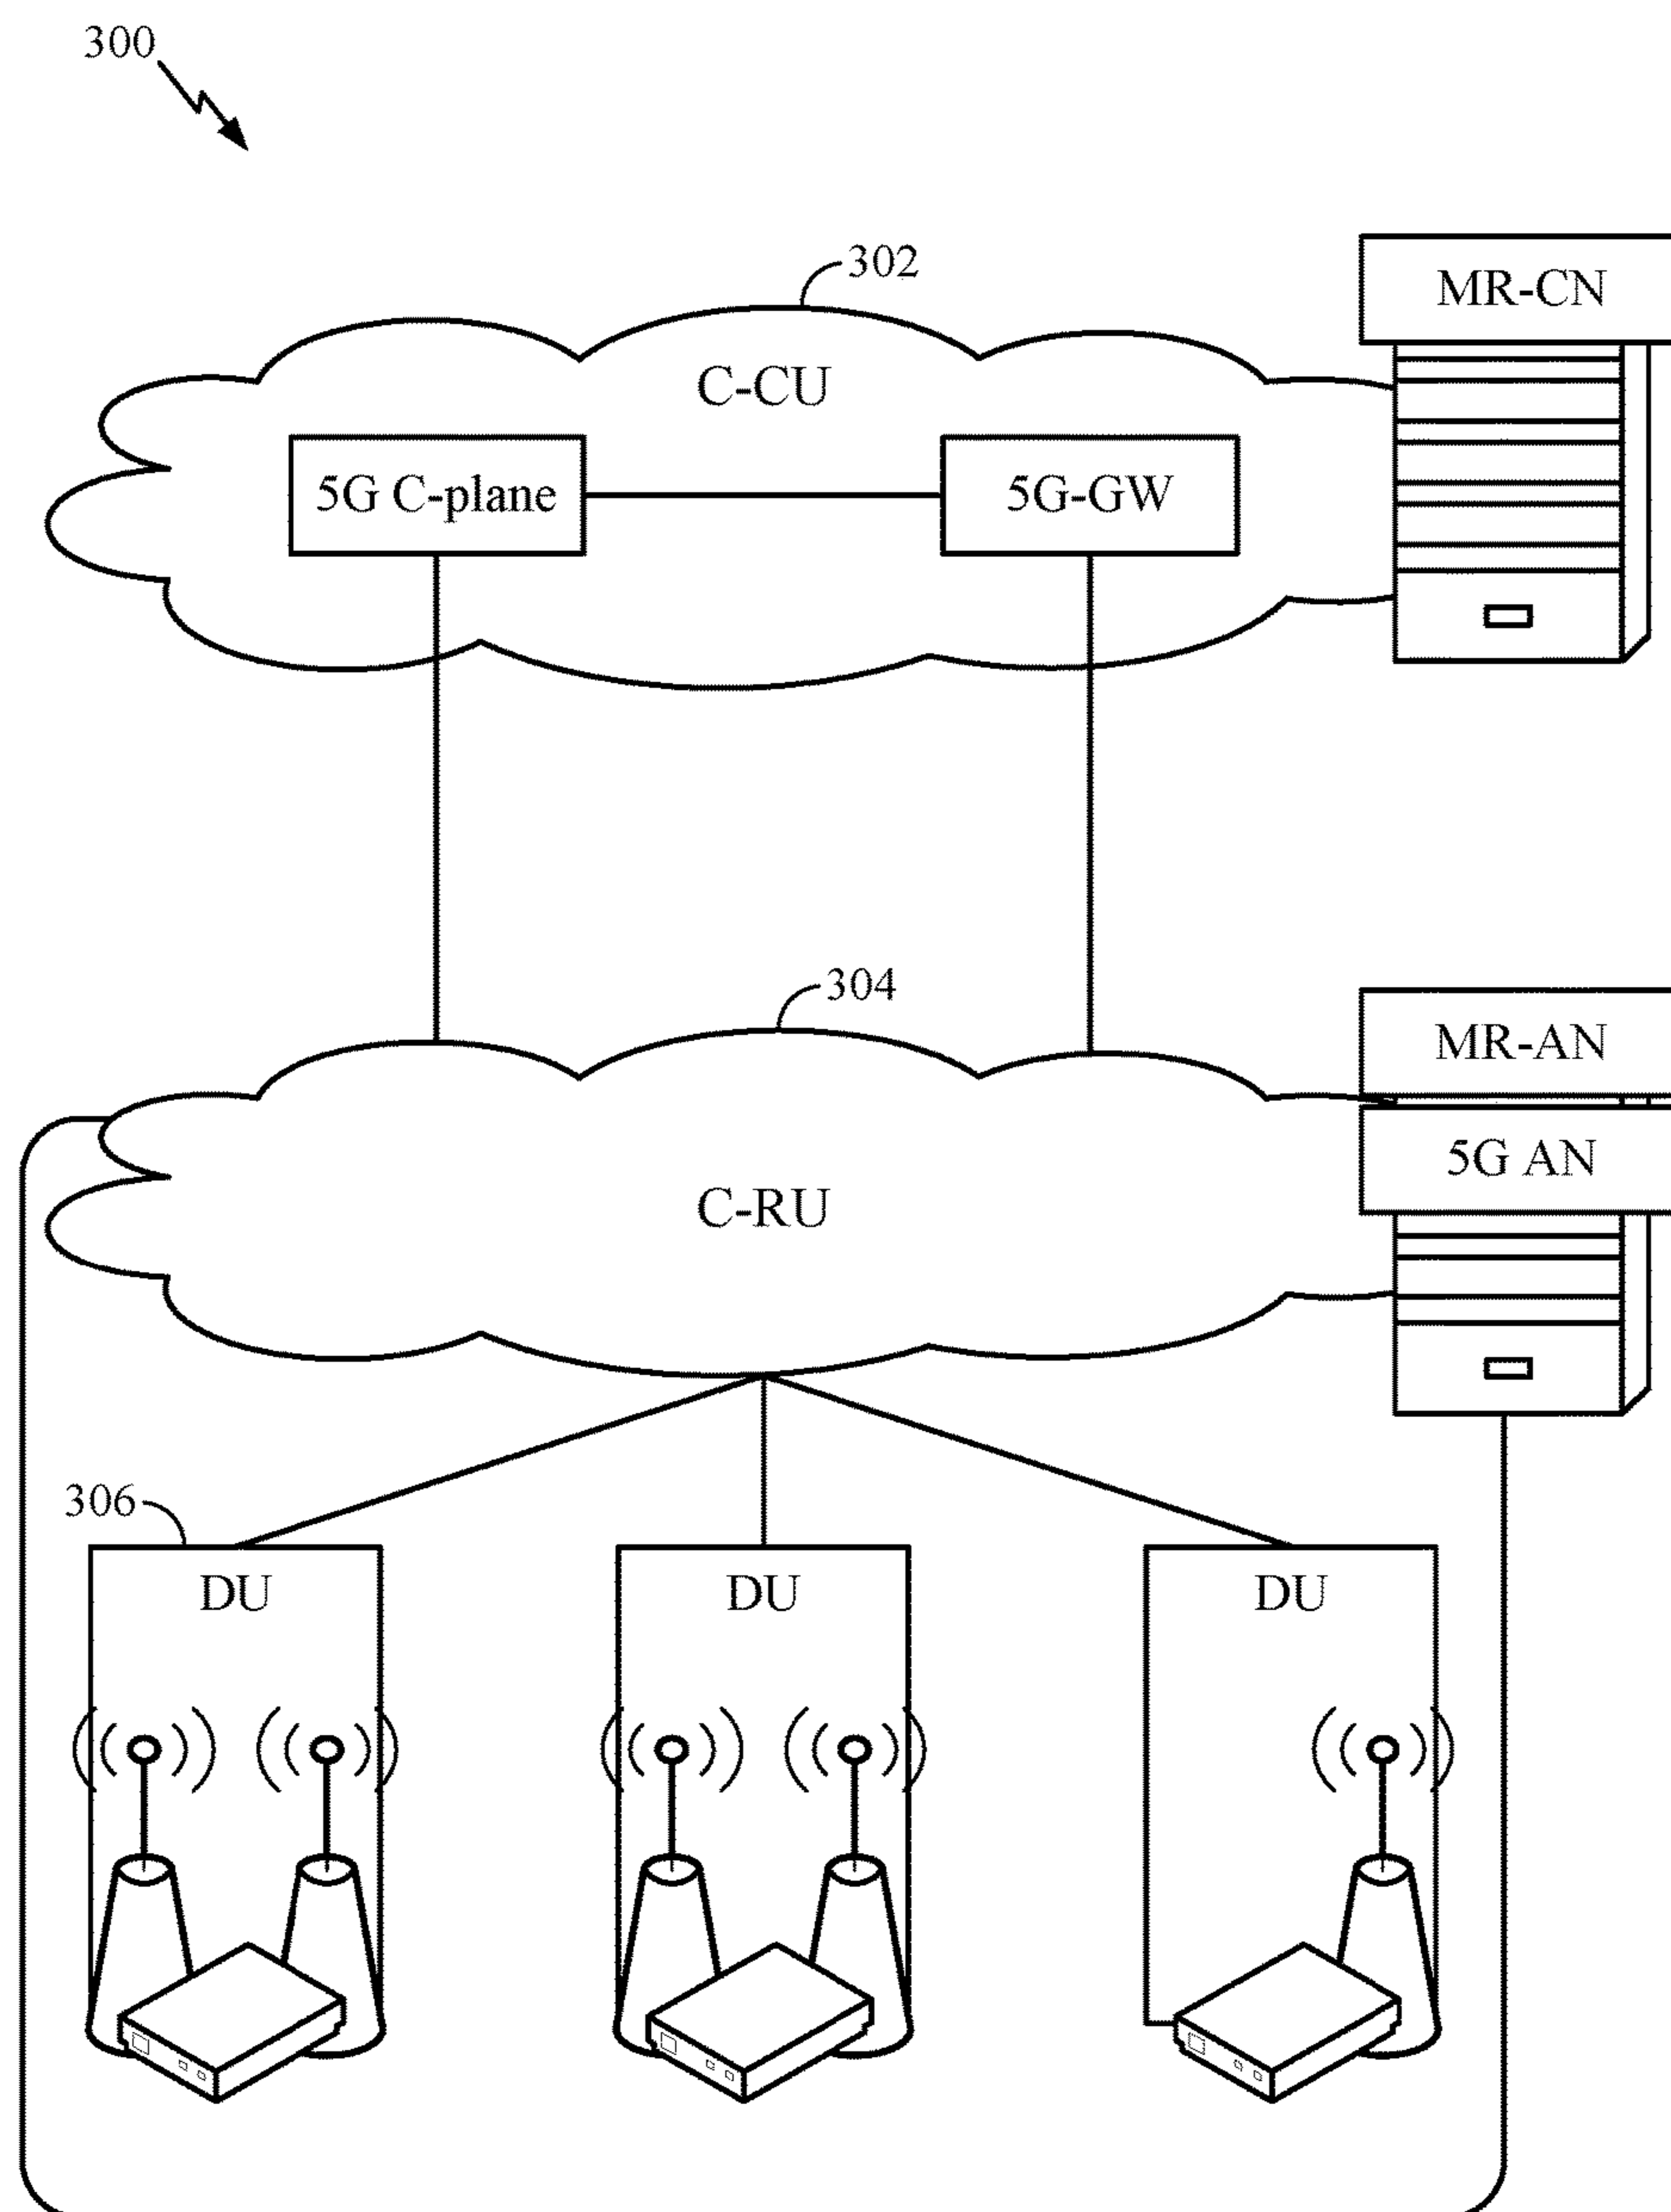 300
302
MR-CN
C-CU
5G C-plane
5G-GW
304
MR-AN
5G AN
C-RU
306
DU
DU
DU